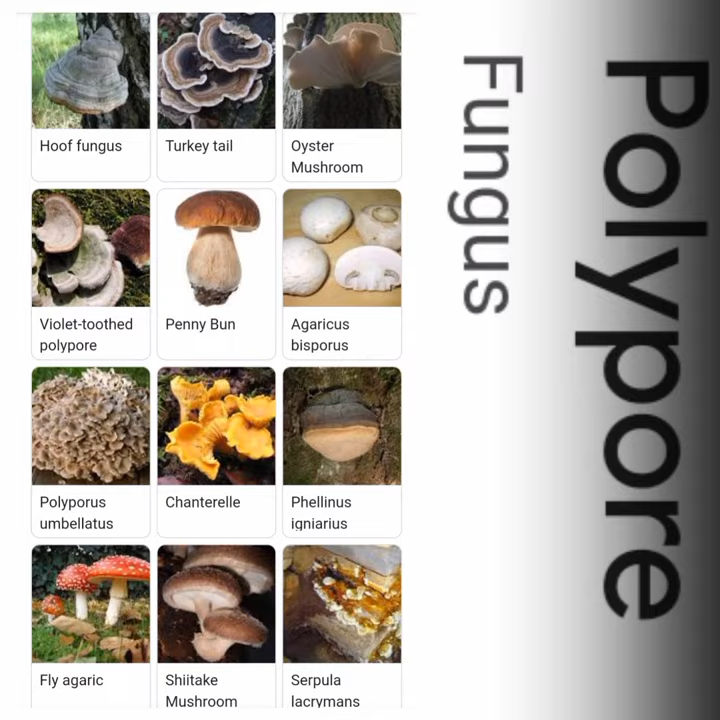 Hoof fungus
Turkey tail
Oyster
Mushroom
Violet-toothed
polypore
Penny Bun
Agaricus
bisporus
Polyporus
umbellatus
Chanterelle
Phellinus
igniarius
Fly agaric
Shiitake
Mushroom
Serpula
lacrymans
Polypore
Fungus